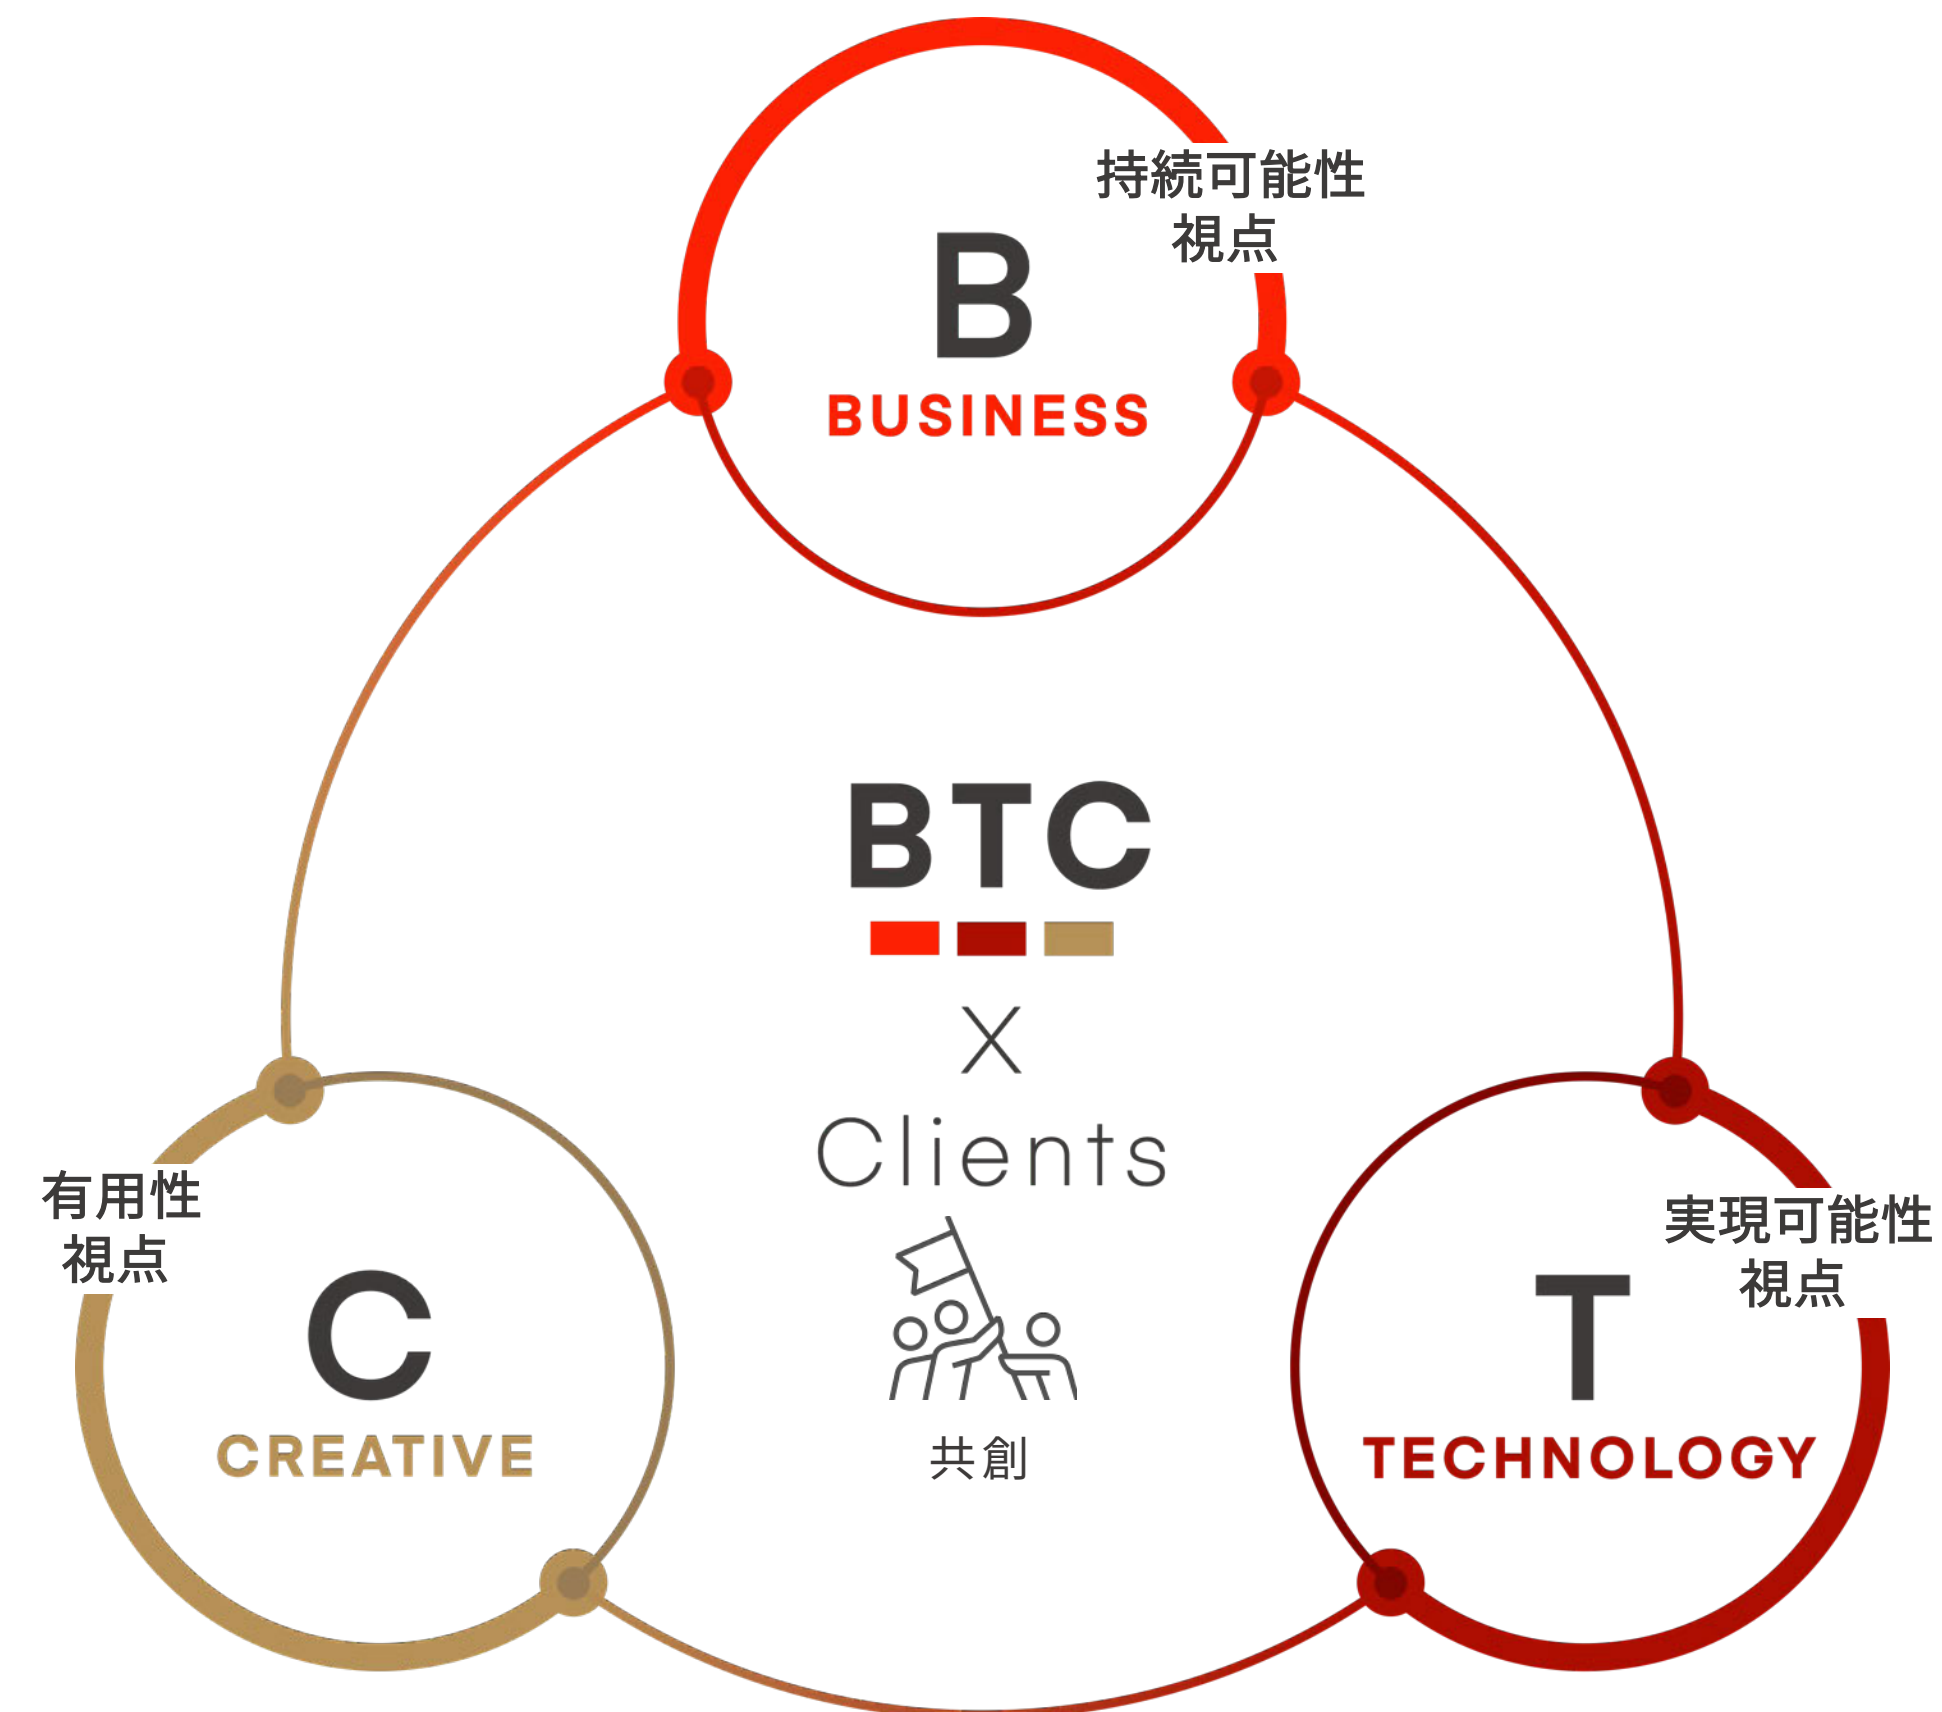 持続可能性
視点
B
BUSINESS
BTC
X
Clients
共創
有用性
視点
C
CREATIVE
実現可能性
視点
T
TECHNOLOGY